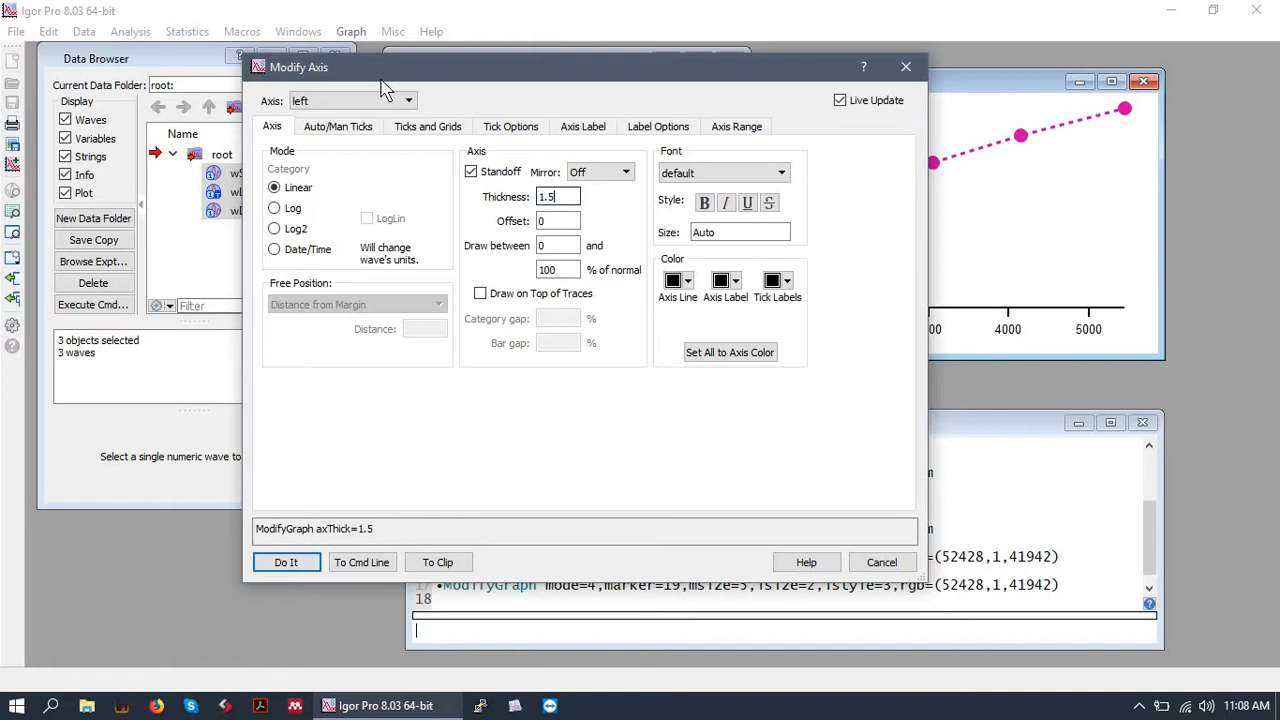 Igor Pro 8.03 64-bit
File Edit Data Analysis Statistics Macros Windows Graph Misc Help
Data Browser
Current Data Folder: root:
Display
Waves
Variables
Strings
Info
Plot
New Data Folder
Save Copy
Browse Expt...
Delete
Execute Cmd...
Name
root
Filter
3 objects selected
3 waves
Select a single numeric wave to
Modify Axis
?
Axis: left
Live Update
Axis Auto/Man Ticks Ticks and Grids Tick Options Axis Label Label Options Axis Range
Mode
Category
Linear
Log
Log2
Date/Time
LogLin
Will change
wave's units.
Free Position:
Distance from Margin
Distance:
Axis
Standoff Mirror: Off
Thickness: 1.5
Offset: 0
Draw between 0 and
100 % of normal
Draw on Top of Traces
Category gap: %
Bar gap: %
Font
default
Style: B I U S
Size: Auto
Color
Axis Line Axis Label Tick Labels
Set All to Axis Color
ModifyGraph axThick=1.5
Do It To Cmd Line To Clip Help Cancel
4000 5000
=(52428,1,41942)
•ModifyGraph mode=4,marker=19,msize=5,lsize=2,lstyle=3,rgb=(52428,1,41942)
18
Igor Pro 8.03 64-bit
11:08 AM